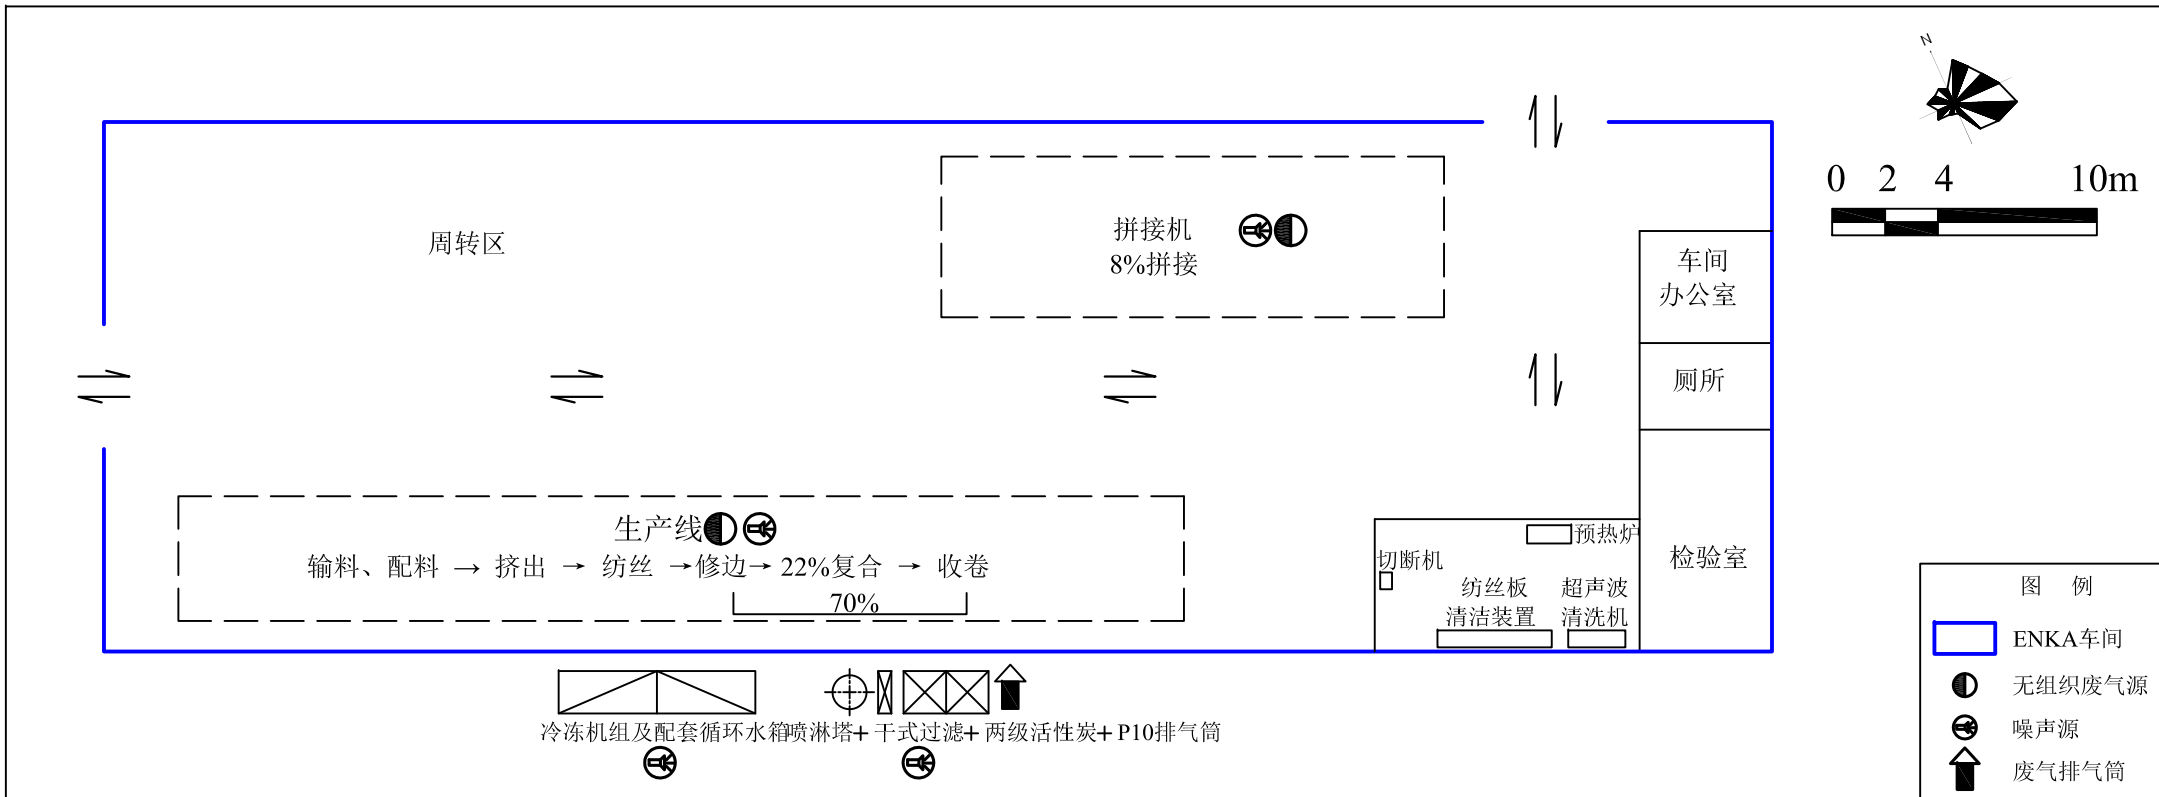 N
0 2 4 10m
周转区
拼接机
8%拼接
车间
办公室
厕所
检验室
生产线
输料、配料 → 挤出 → 纺丝 → 修边 → 22%复合 → 收卷
70%
预热炉
切断机
纺丝板
清洁装置
超声波
清洗机
冷冻机组及配套循环水箱
喷淋塔+干式过滤+两级活性炭+P10排气筒
图 例
ENKA车间
无组织废气源
噪声源
废气排气筒